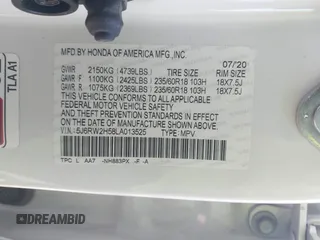 MFD BY HONDA OF AMERICA MFG.,INC. 07/20
GVWR 2150KG (4739LBS) TIRE SIZE RIM SIZE
GAWR F 1100KG (2425LBS) 235/60R18 103H 18X7.5J
GAWR R 1075KG (2369LBS) 235/60R18 103H 18X7.5J
THIS VEHICLE CONFORMS TO ALL APPLICABLE
FEDERAL MOTOR VEHICLE SAFETY, BUMPER,
AND THEFT PREVENTION STANDARDS IN EFFECT
ON THE DATE OF MANUFACTURE SHOWN ABOVE.
V.I.N.: 5J6RW2H58LA013525 TYPE: MPV
TPC L AA7 -NH883PX -F -A
TLA A1
DREAMBID